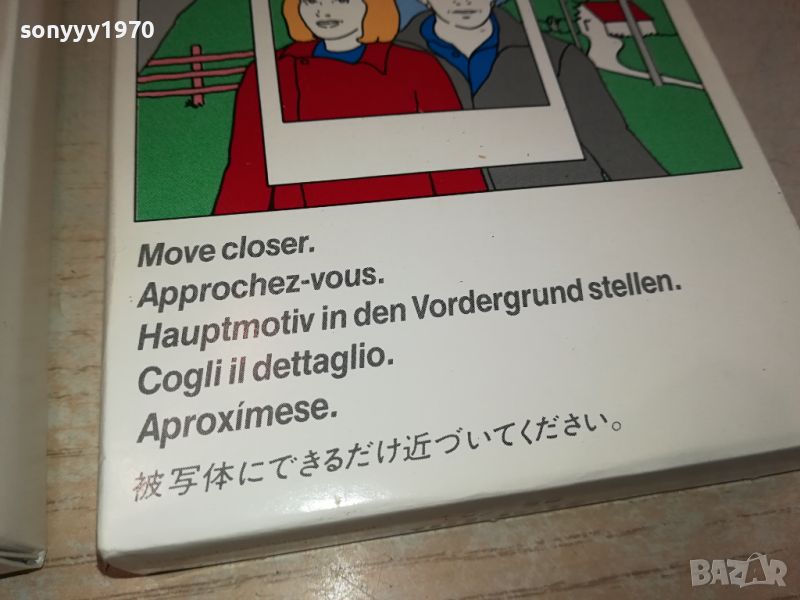 sonyyy1970
Move closer.
Approchez-vous.
Hauptmotiv in den Vordergrund stellen.
Cogli il dettaglio.
Aproxímese.
被写体にできるだけ近づいてください。
BAZAR